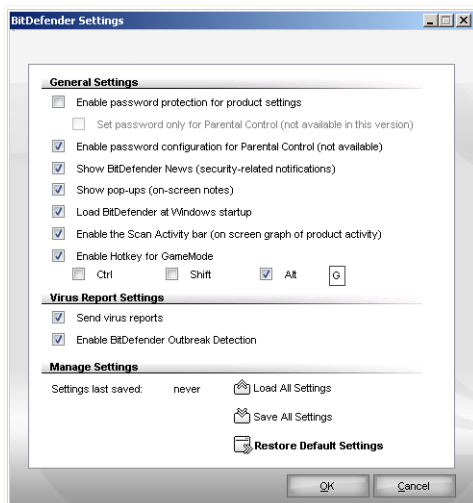 BitDefender Settings
General Settings
Enable password protection for product settings
Set password only for Parental Control (not available in this version)
Enable password configuration for Parental Control (not available)
Show BitDefender News (security-related notifications)
Show pop-ups (on-screen notes)
Load BitDefender at Windows startup
Enable the Scan Activity bar (on screen graph of product activity)
Enable Hotkey for GameMode
Ctrl Shift Alt G
Virus Report Settings
Send virus reports
Enable BitDefender Outbreak Detection
Manage Settings
Settings last saved: never Load All Settings
Save All Settings
Restore Default Settings
OK Cancel